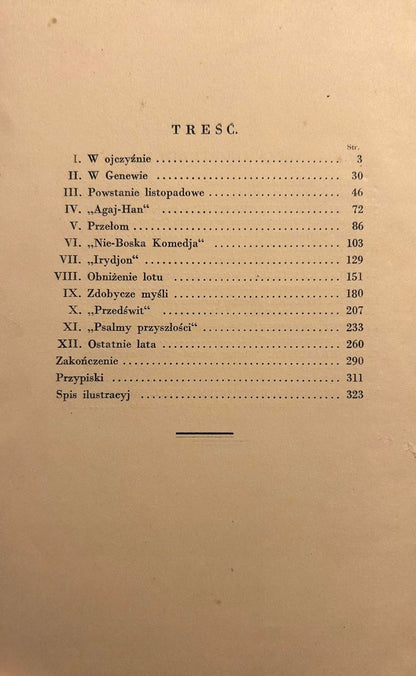 TREŚĆ.
Str.
I. W ojczyźnie ................................ 3
II. W Genewie ................................ 30
III. Powstanie listopadowe ........................ 46
IV. „Agaj-Han“ ................................ 72
V. Przełom ................................ 86
VI. „Nie-Boska Komedja“ ........................ 103
VII. „Irydjon“ ................................ 129
VIII. Obniżenie lotu ................................ 151
IX. Zdobycze myśli ................................ 180
X. „Przedświt“ ................................ 207
XI. „Psalmy przyszłości“ ........................ 233
XII. Ostatnie lata ................................ 260
Zakończenie ................................ 290
Przypiski ................................ 311
Spis ilustracyj ................................ 323